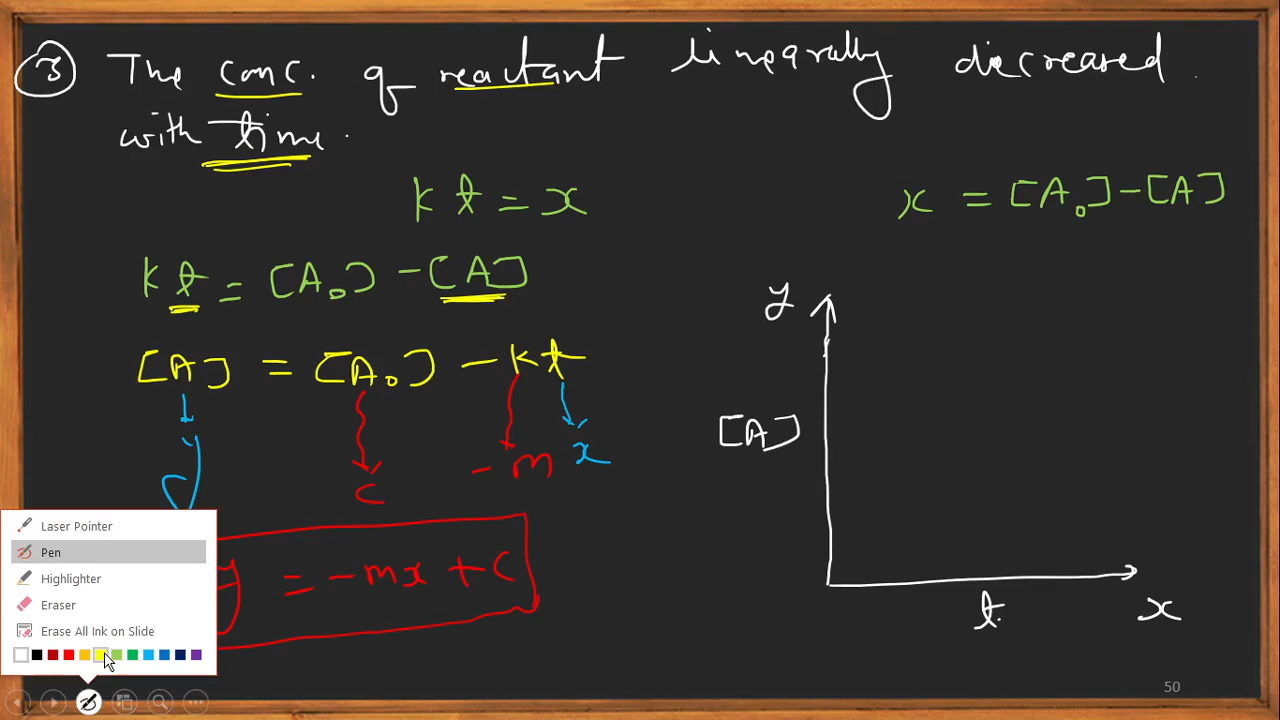 3 The conc. of reactant linearally decreased
with time.
kt = x
x = [A₀] - [A]
kt = [A₀] - [A]
[A] = [A₀] - kt
y
c
- m
x
y = -mx + c
y
[A]
t
x
Laser Pointer
Pen
Highlighter
Eraser
Erase All Ink on Slide
50